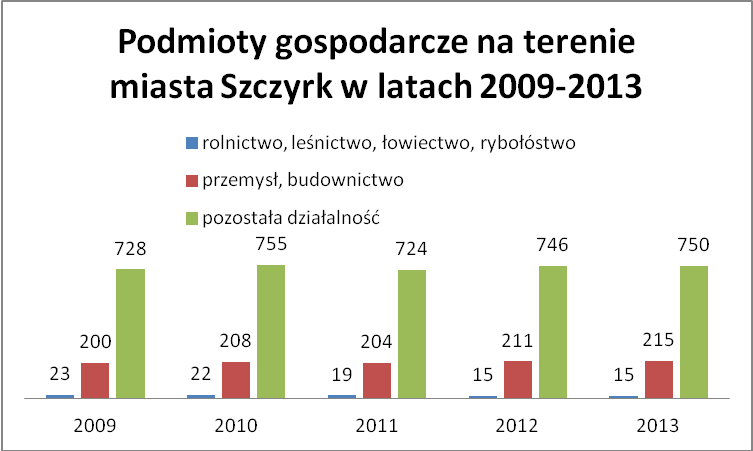 Podmioty gospodarcze na terenie
miasta Szczyrk w latach 2009-2013
rolnictwo, leśnictwo, łowiectwo, rybołóstwo
przemysł, budownictwo
pozostała działalność
728 755 724 746 750
200 208 204 211 215
23 22 19 15 15
2009 2010 2011 2012 2013